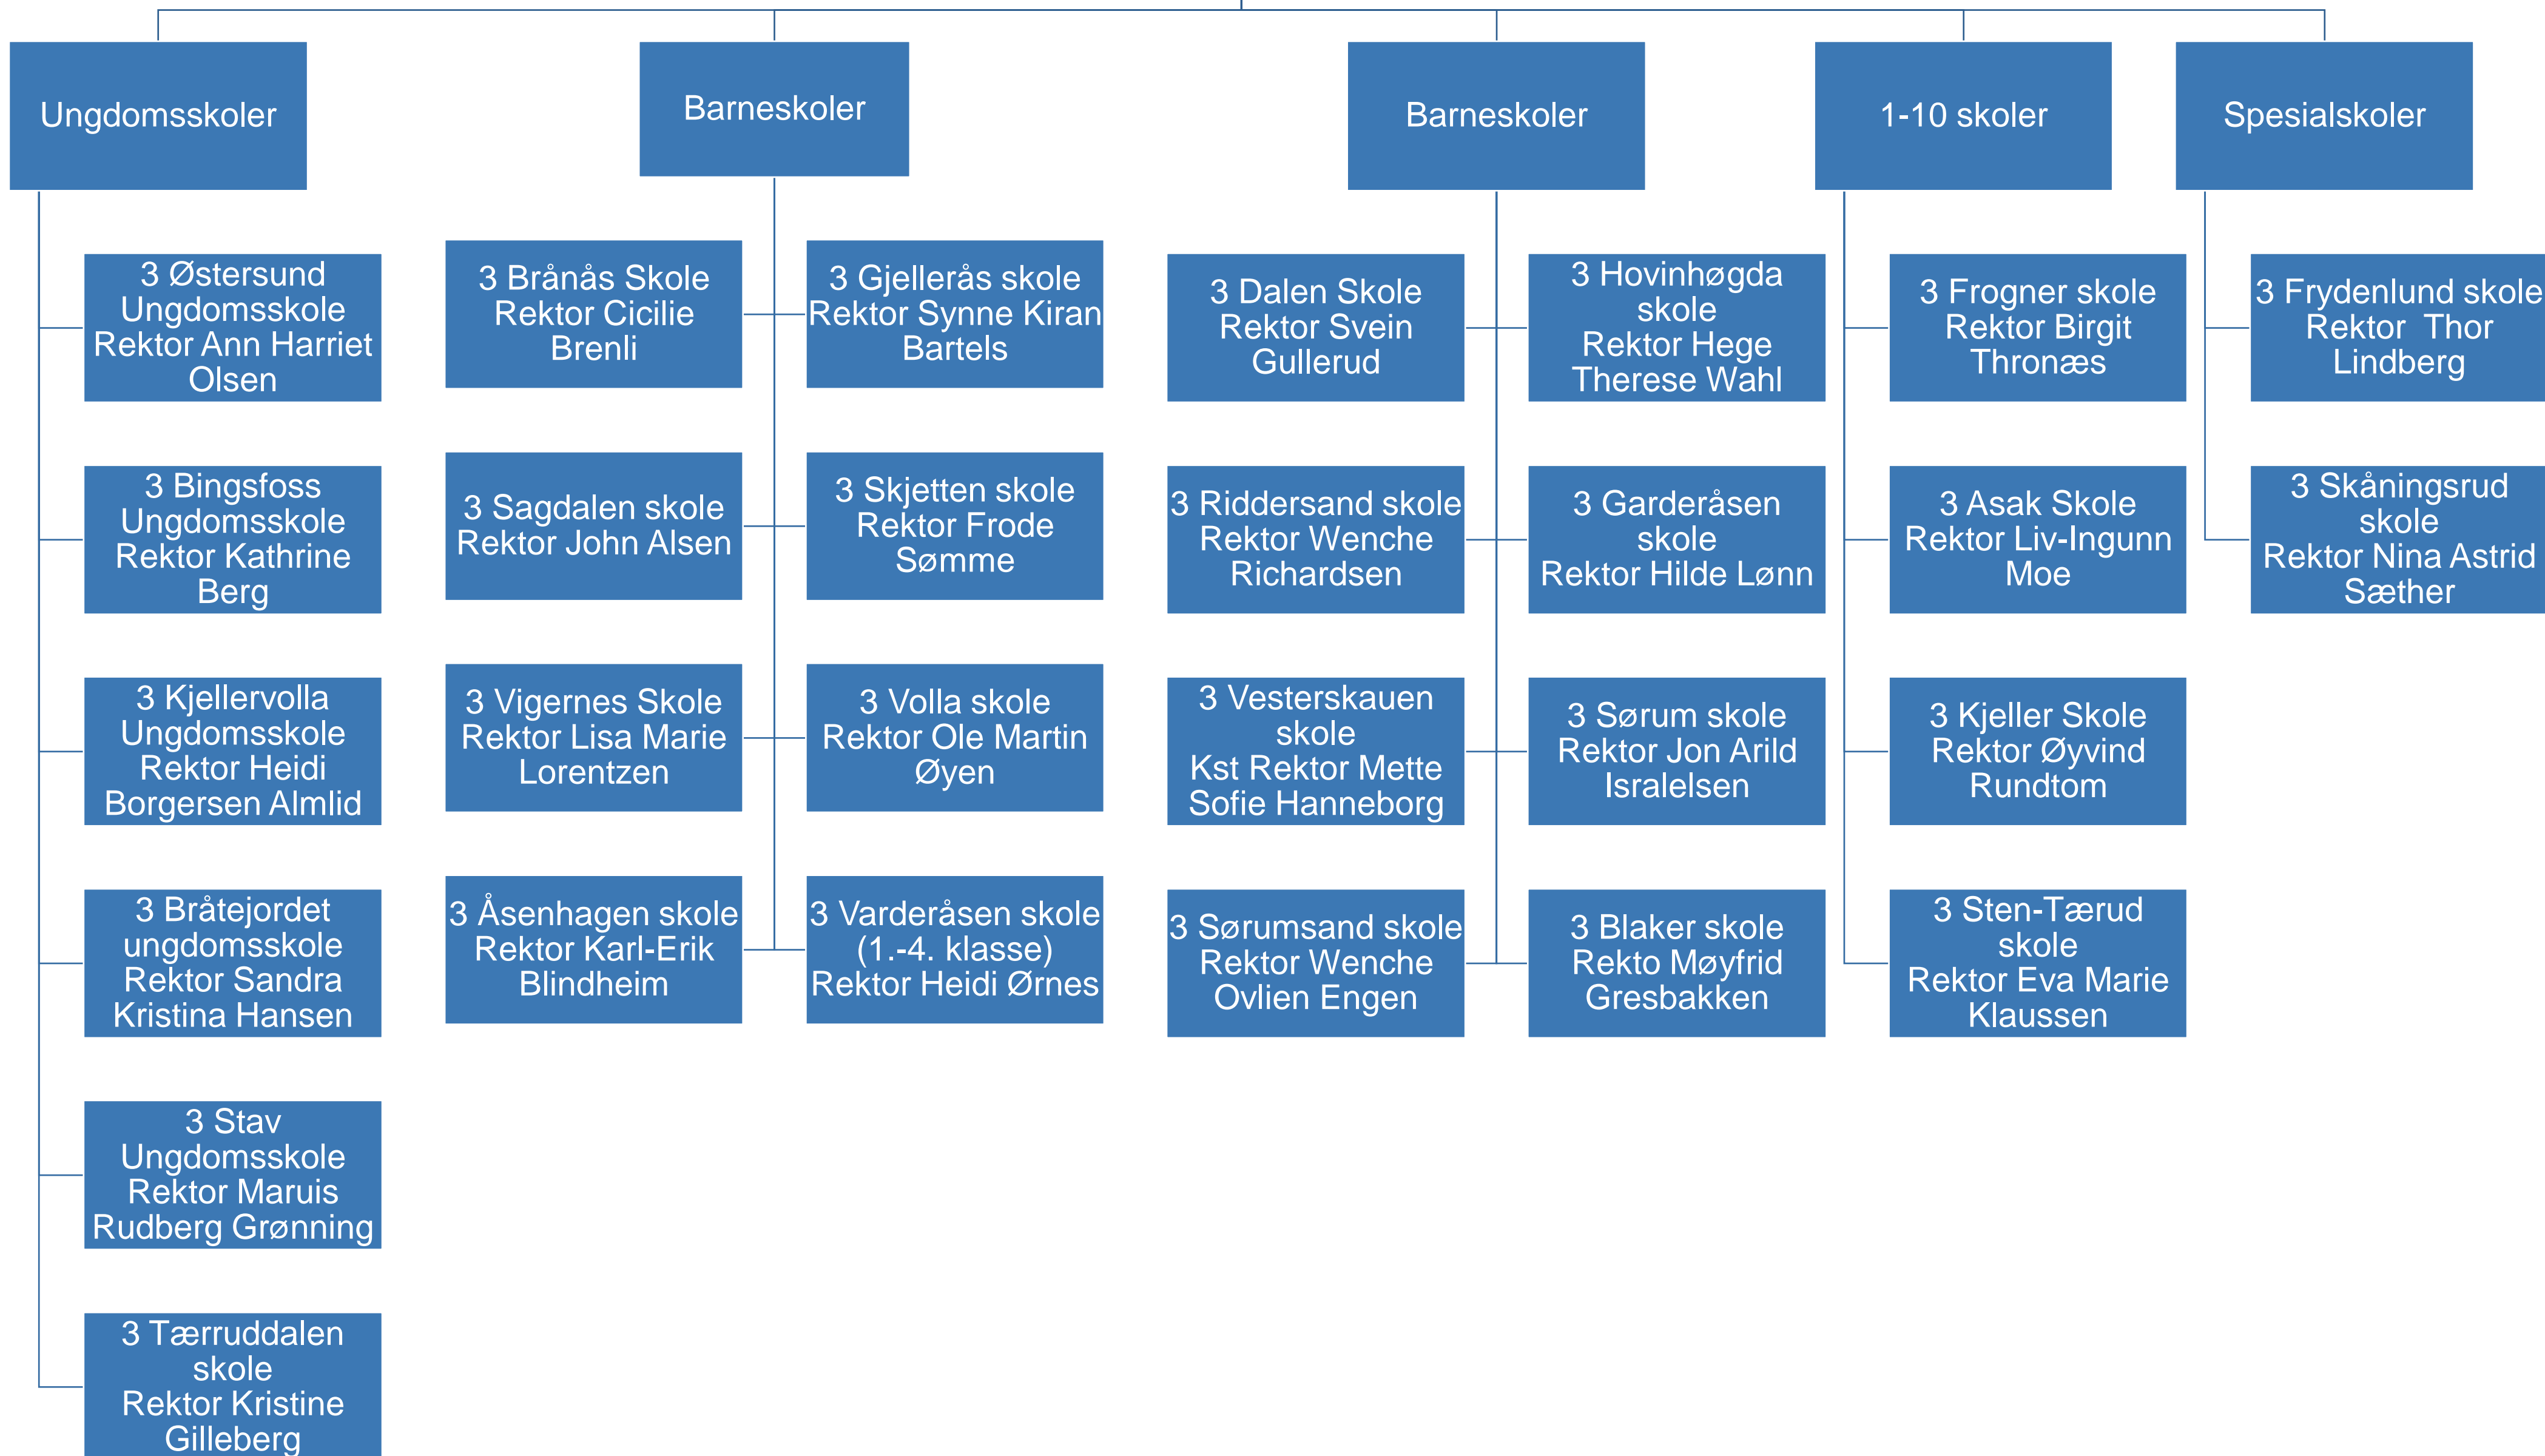 Ungdomsskoler
Barneskoler
Barneskoler
1-10 skoler
Spesialskoler
3 Østersund
Ungdomsskole
Rektor Ann Harriet
Olsen
3 Bingsfoss
Ungdomsskole
Rektor Kathrine
Berg
3 Kjellervolla
Ungdomsskole
Rektor Heidi
Borgersen Almlid
3 Bråtejordet
ungdomsskole
Rektor Sandra
Kristina Hansen
3 Stav
Ungdomsskole
Rektor Maruis
Rudberg Grønning
3 Tærruddalen
skole
Rektor Kristine
Gilleberg
3 Brånås Skole
Rektor Cicilie
Brenli
3 Gjellerås skole
Rektor Synne Kiran
Bartels
3 Sagdalen skole
Rektor John Alsen
3 Skjetten skole
Rektor Frode
Sømme
3 Vigernes Skole
Rektor Lisa Marie
Lorentzen
3 Volla skole
Rektor Ole Martin
Øyen
3 Åsenhagen skole
Rektor Karl-Erik
Blindheim
3 Varderåsen skole
(1.-4. klasse)
Rektor Heidi Ørnes
3 Dalen Skole
Rektor Svein
Gullerud
3 Hovinhøgda
skole
Rektor Hege
Therese Wahl
3 Riddersand skole
Rektor Wenche
Richardsen
3 Garderåsen
skole
Rektor Hilde Lønn
3 Vesterskauen
skole
Kst Rektor Mette
Sofie Hanneborg
3 Sørum skole
Rektor Jon Arild
Isralelsen
3 Sørumsand skole
Rektor Wenche
Ovlien Engen
3 Blaker skole
Rekto Møyfrid
Gresbakken
3 Frogner skole
Rektor Birgit
Thronæs
3 Asak Skole
Rektor Liv-Ingunn
Moe
3 Kjeller Skole
Rektor Øyvind
Rundtom
3 Sten-Tærud
skole
Rektor Eva Marie
Klaussen
3 Frydenlund skole
Rektor  Thor
Lindberg
3 Skåningsrud
skole
Rektor Nina Astrid
Sæther